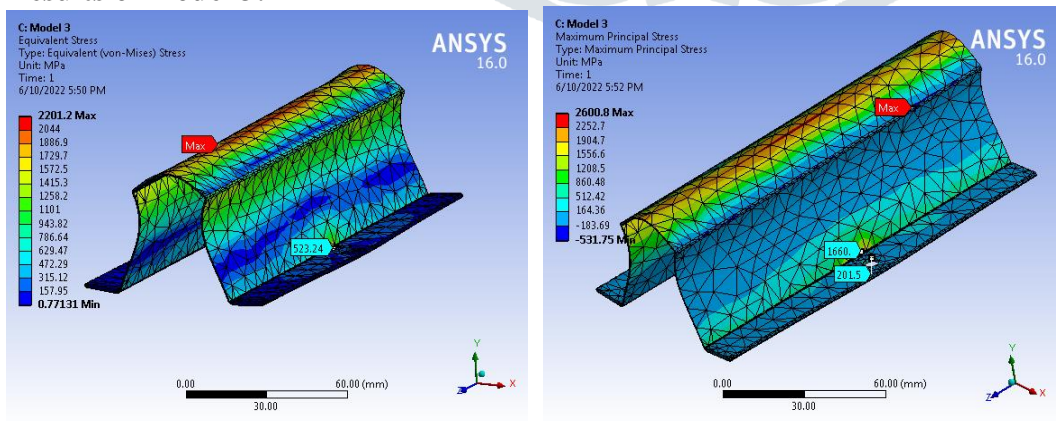 C: Model 3
Equivalent Stress
Type: Equivalent (von-Mises) Stress
Unit: MPa
Time: 1
6/10/2022 5:50 PM
2201.2 Max
2044
1886.9
1729.7
1572.5
1415.3
1258.2
1101
943.82
786.64
629.47
472.29
315.12
157.95
0.77131 Min
ANSYS
16.0
Max
523.24
0.00
60.00 (mm)
30.00
Y
X
Z
C: Model 3
Maximum Principal Stress
Type: Maximum Principal Stress
Unit: MPa
Time: 1
6/10/2022 5:52 PM
2600.8 Max
2252.7
1904.7
1556.6
1208.5
860.48
512.42
164.36
-183.69
-531.75 Min
ANSYS
16.0
Max
1660.
201.5
0.00
60.00 (mm)
30.00
Y
X
Z